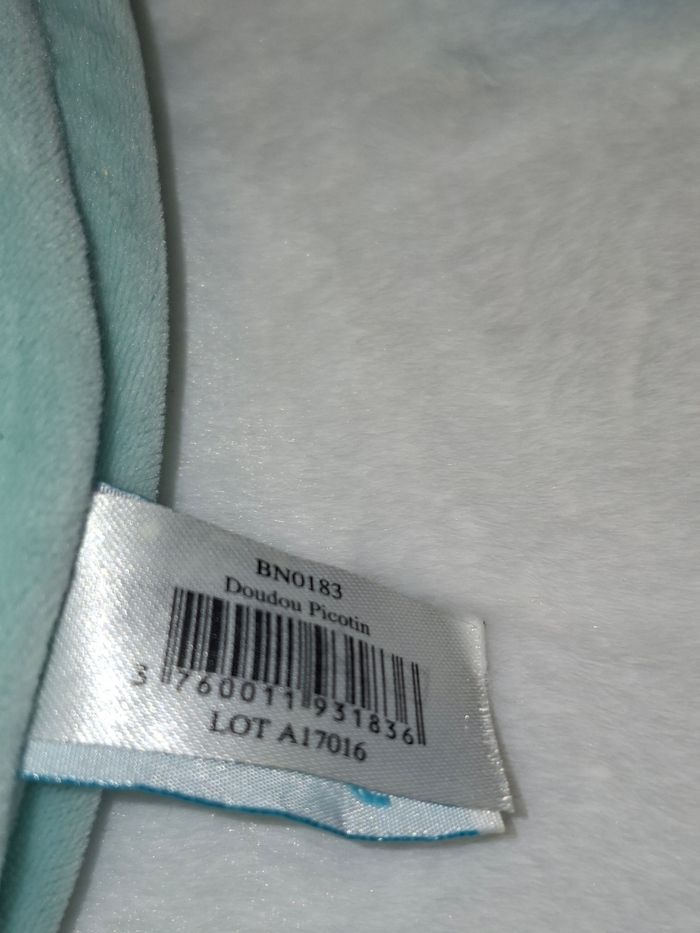 BN0183
Doudou Picotin
3 760011 931836
LOT A17016